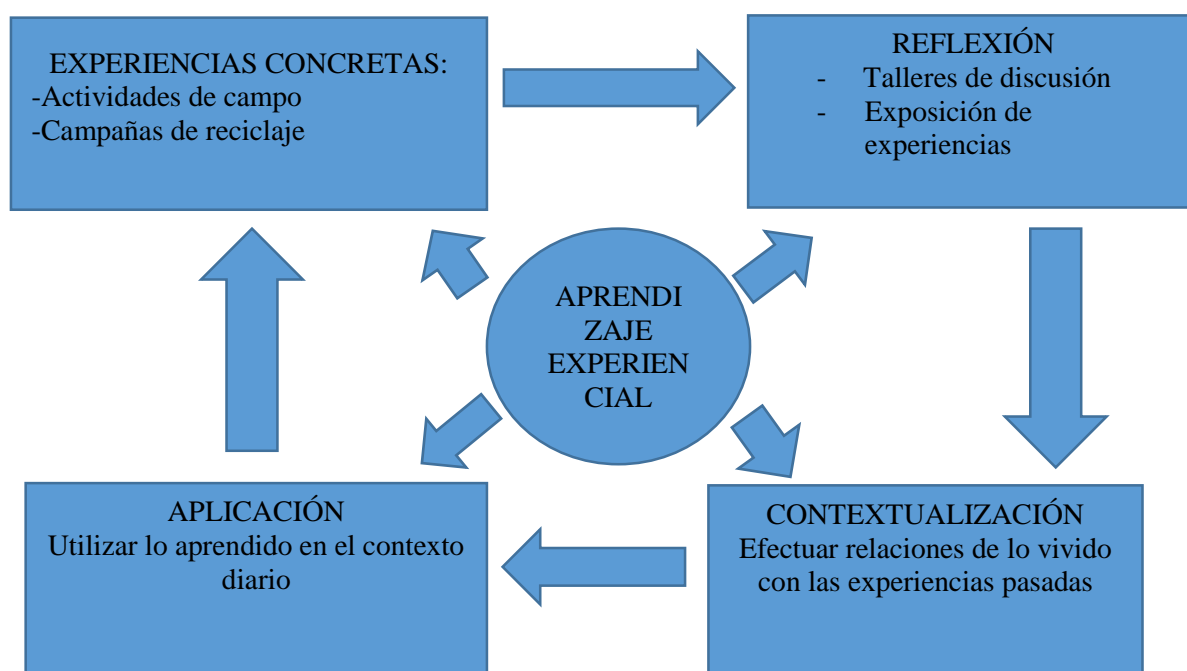 EXPERIENCIAS CONCRETAS:
-Actividades de campo
-Campañas de reciclaje
REFLEXIÓN
- Talleres de discusión
- Exposición de
experiencias
APRENDI
ZAJE
EXPERIEN
CIAL
APLICACIÓN
Utilizar lo aprendido en el contexto
diario
CONTEXTUALIZACIÓN
Efectuar relaciones de lo vivido
con las experiencias pasadas